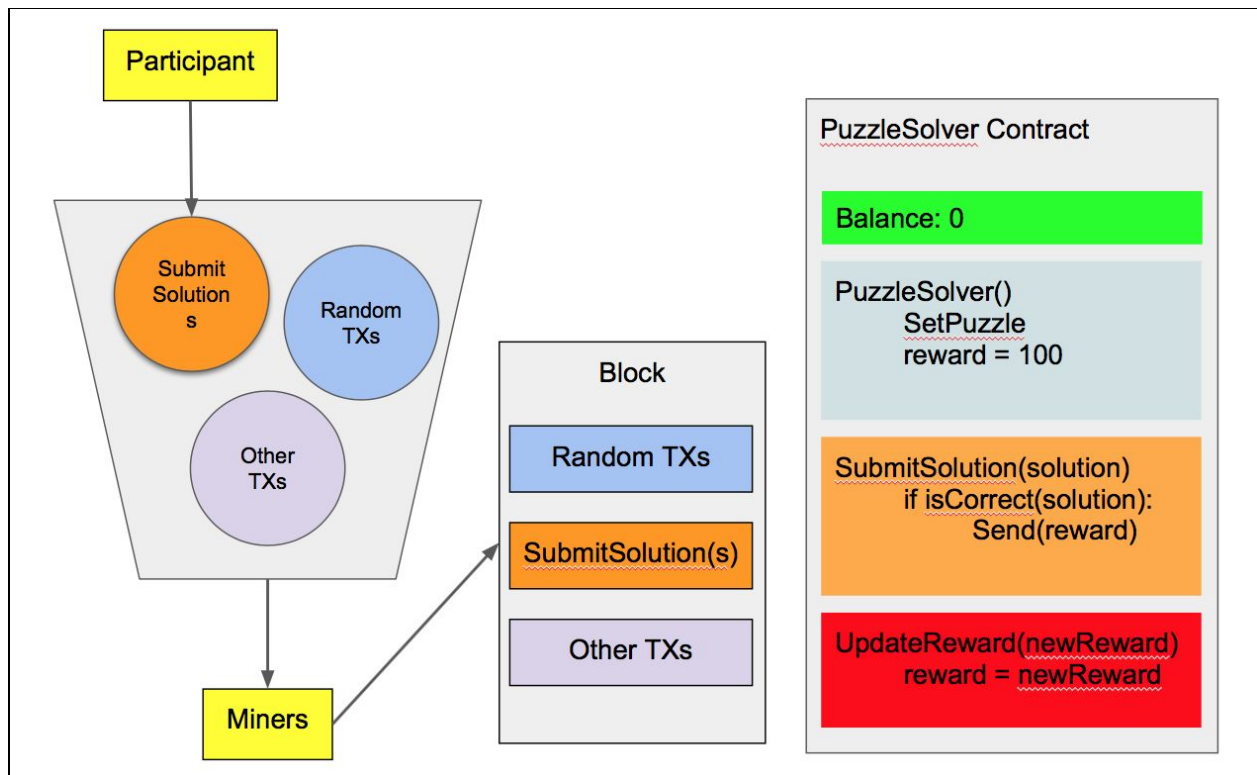 Participant
Submit
Solution
s
Random
TXs
Other
TXs
Miners
Block
Random TXs
SubmitSolution(s)
Other TXs
PuzzleSolver Contract
Balance: 0
PuzzleSolver()
SetPuzzle
reward = 100
SubmitSolution(solution)
if isCorrect(solution):
Send(reward)
UpdateReward(newReward)
reward = newReward